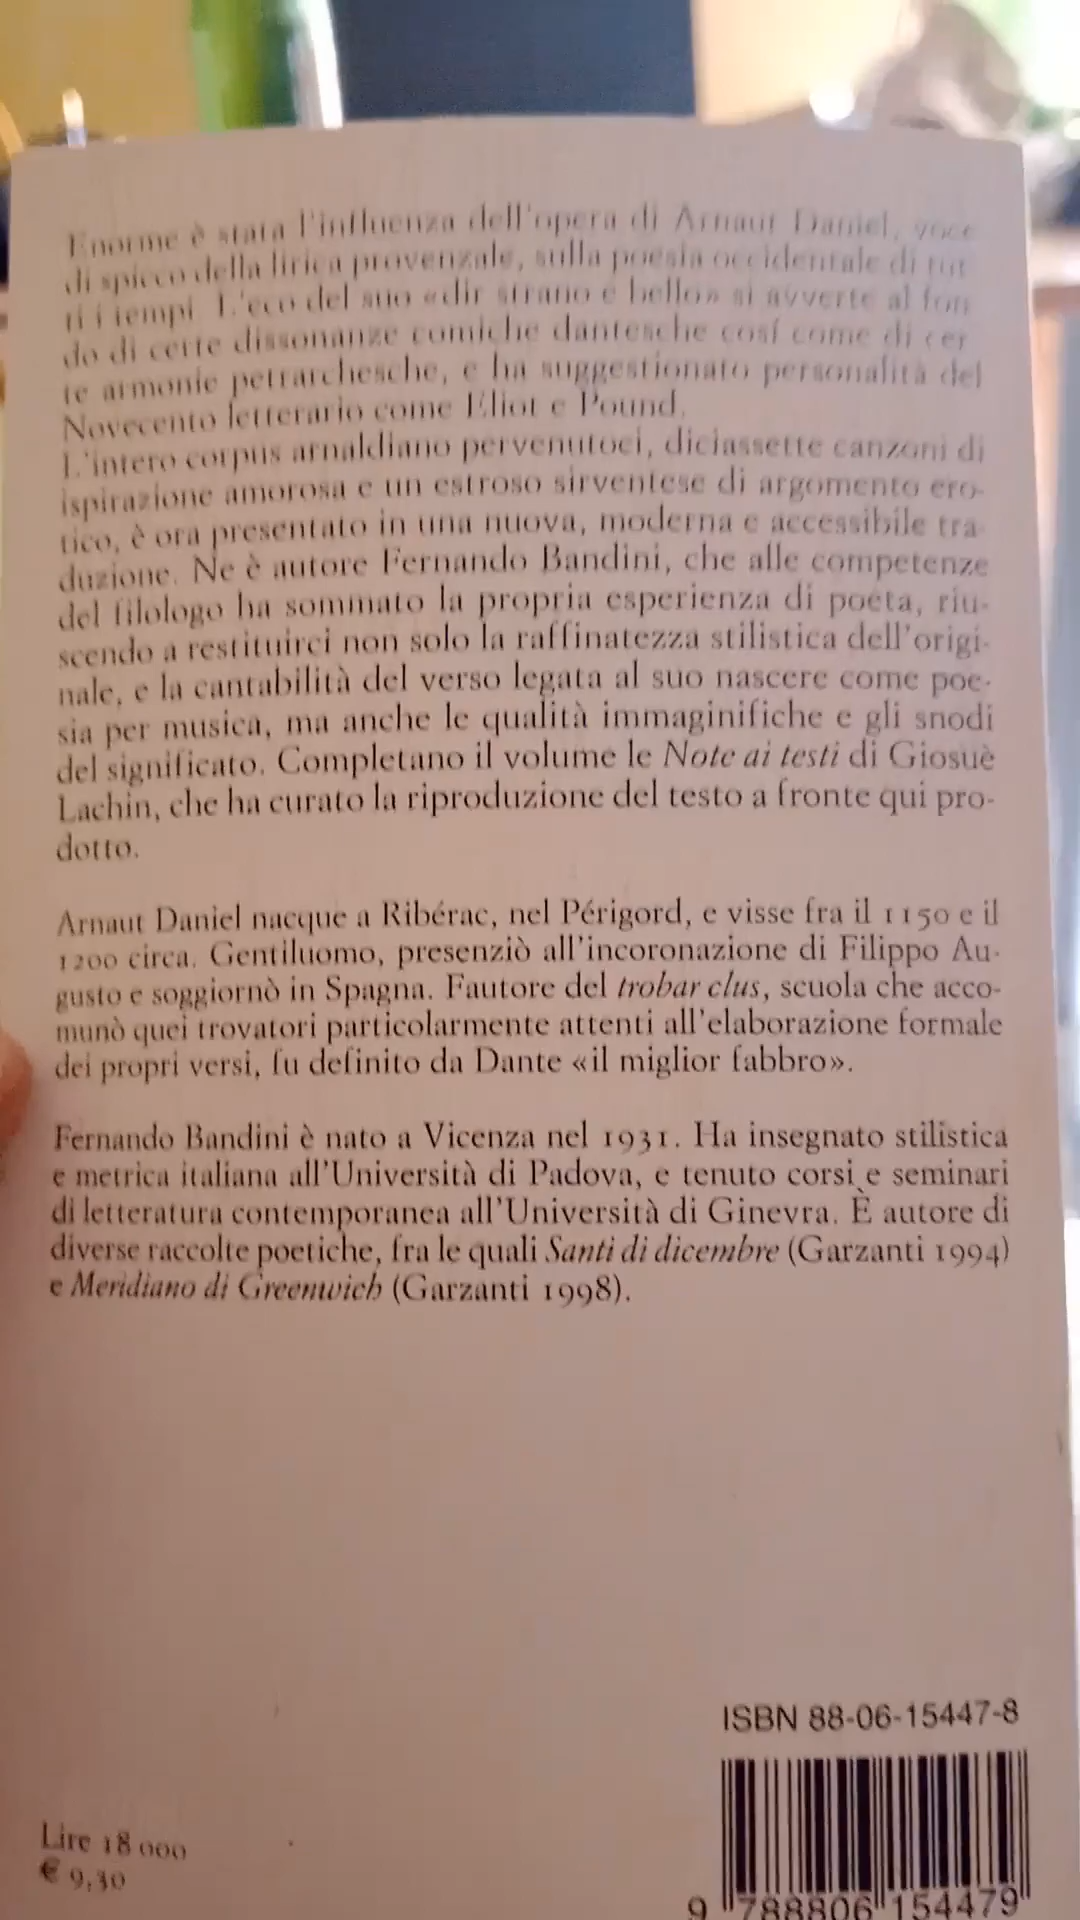 Enorme è stata l'influenza dell'opera di Arnaut Daniel, voce
di spicco della lirica provenzale, sulla poesia occidentale di tut-
ti i tempi. L'eco del suo «dir strano e bello» si avverte al fon-
do di certe dissonanze comiche dantesche cosí come di cer-
te armonie petrarchesche, e ha suggestionato personalità del
Novecento letterario come Eliot e Pound.
L'intero corpus arnaldiano pervenutoci, diciassette canzoni di
ispirazione amorosa e un estroso sirventese di argomento ero-
tico, è ora presentato in una nuova, moderna e accessibile tra-
duzione. Ne è autore Fernando Bandini, che alle competenze
del filologo ha sommato la propria esperienza di poeta, riu-
scendo a restituirci non solo la raffinatezza stilistica dell'origi-
nale, e la cantabilità del verso legata al suo nascere come poe-
sia per musica, ma anche le qualità immaginifiche e gli snodi
del significato. Completano il volume le Note ai testi di Giosuè
Lachin, che ha curato la riproduzione del testo a fronte qui pro-
dotto.
Arnaut Daniel nacque a Ribérac, nel Périgord, e visse fra il 1150 e il
1200 circa. Gentiluomo, presenziò all'incoronazione di Filippo Au-
gusto e soggiornò in Spagna. Fautore del trobar clus, scuola che acco-
munò quei trovatori particolarmente attenti all'elaborazione formale
dei propri versi, fu definito da Dante «il miglior fabbro».
Fernando Bandini è nato a Vicenza nel 1931. Ha insegnato stilistica
e metrica italiana all'Università di Padova, e tenuto corsi e seminari
di letteratura contemporanea all'Università di Ginevra. È autore di
diverse raccolte poetiche, fra le quali Santi di dicembre (Garzanti 1994)
e Meridiano di Greenwich (Garzanti 1998).
ISBN 88-06-15447-8
Lire 18 000
€ 9,30
9 788806 154479